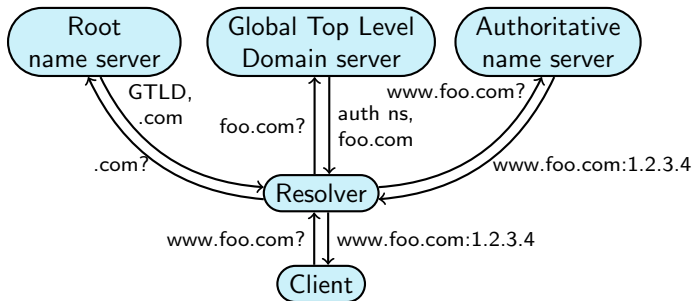 Root
name server
Global Top Level
Domain server
Authoritative
name server
GTLD,
.com
.com?
foo.com?
auth ns,
foo.com
www.foo.com?
www.foo.com:1.2.3.4
Resolver
www.foo.com?
www.foo.com:1.2.3.4
Client